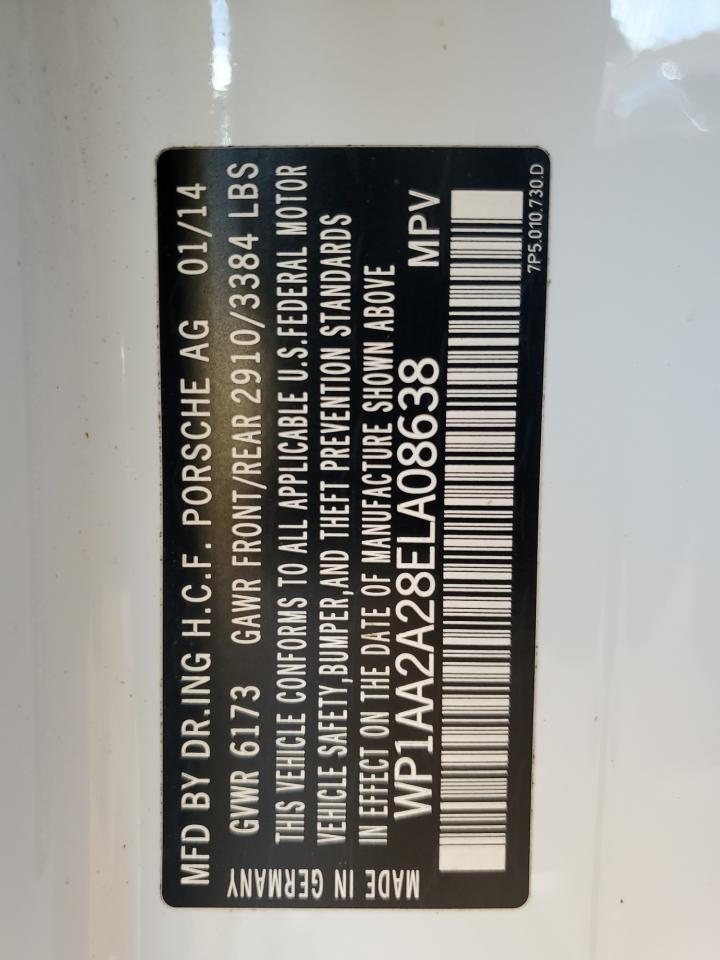 MFD BY DR.ING H.C.F. PORSCHE AG 01/14
GVWR 6173 GAWR FRONT/REAR 2910/3384 LBS
THIS VEHICLE CONFORMS TO ALL APPLICABLE U.S.FEDERAL MOTOR
VEHICLE SAFETY,BUMPER,AND THEFT PREVENTION STANDARDS
IN EFFECT ON THE DATE OF MANUFACTURE SHOWN ABOVE
WP1AA2A28ELA08638 MPV
7P5.010.730.D
MADE IN GERMANY